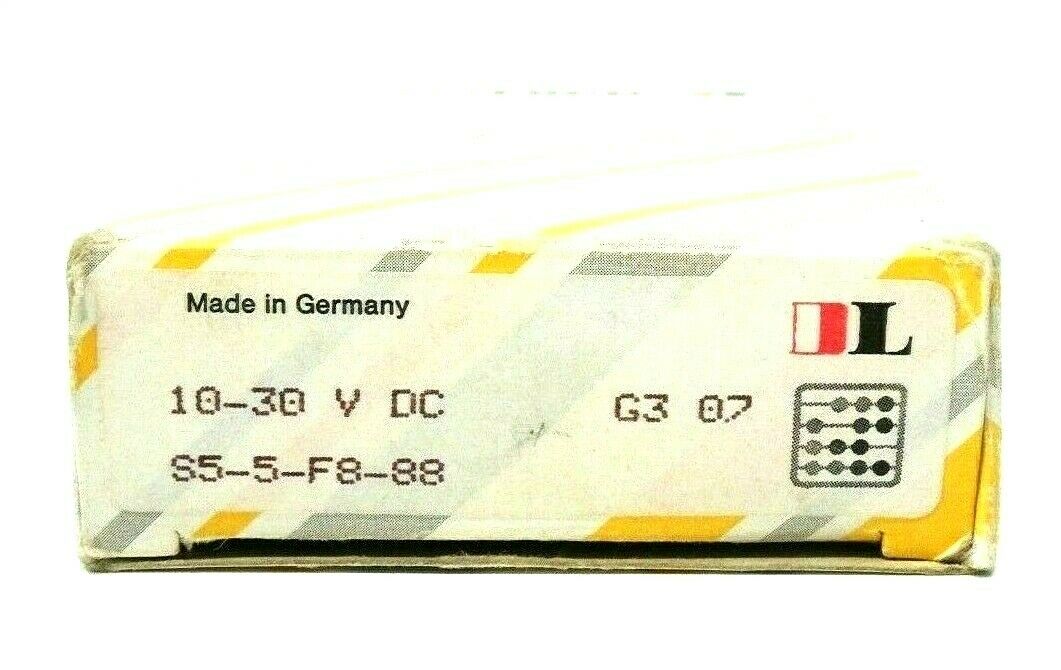 Made in Germany
DL
10-30 V DC
G3 07
S5-5-F8-88